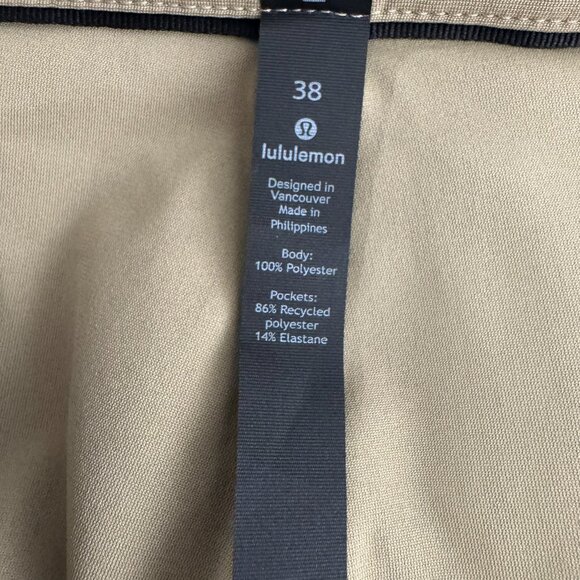 38
lululemon
Designed in
Vancouver
Made in
Philippines
Body:
100% Polyester
Pockets:
86% Recycled
polyester
14% Elastane